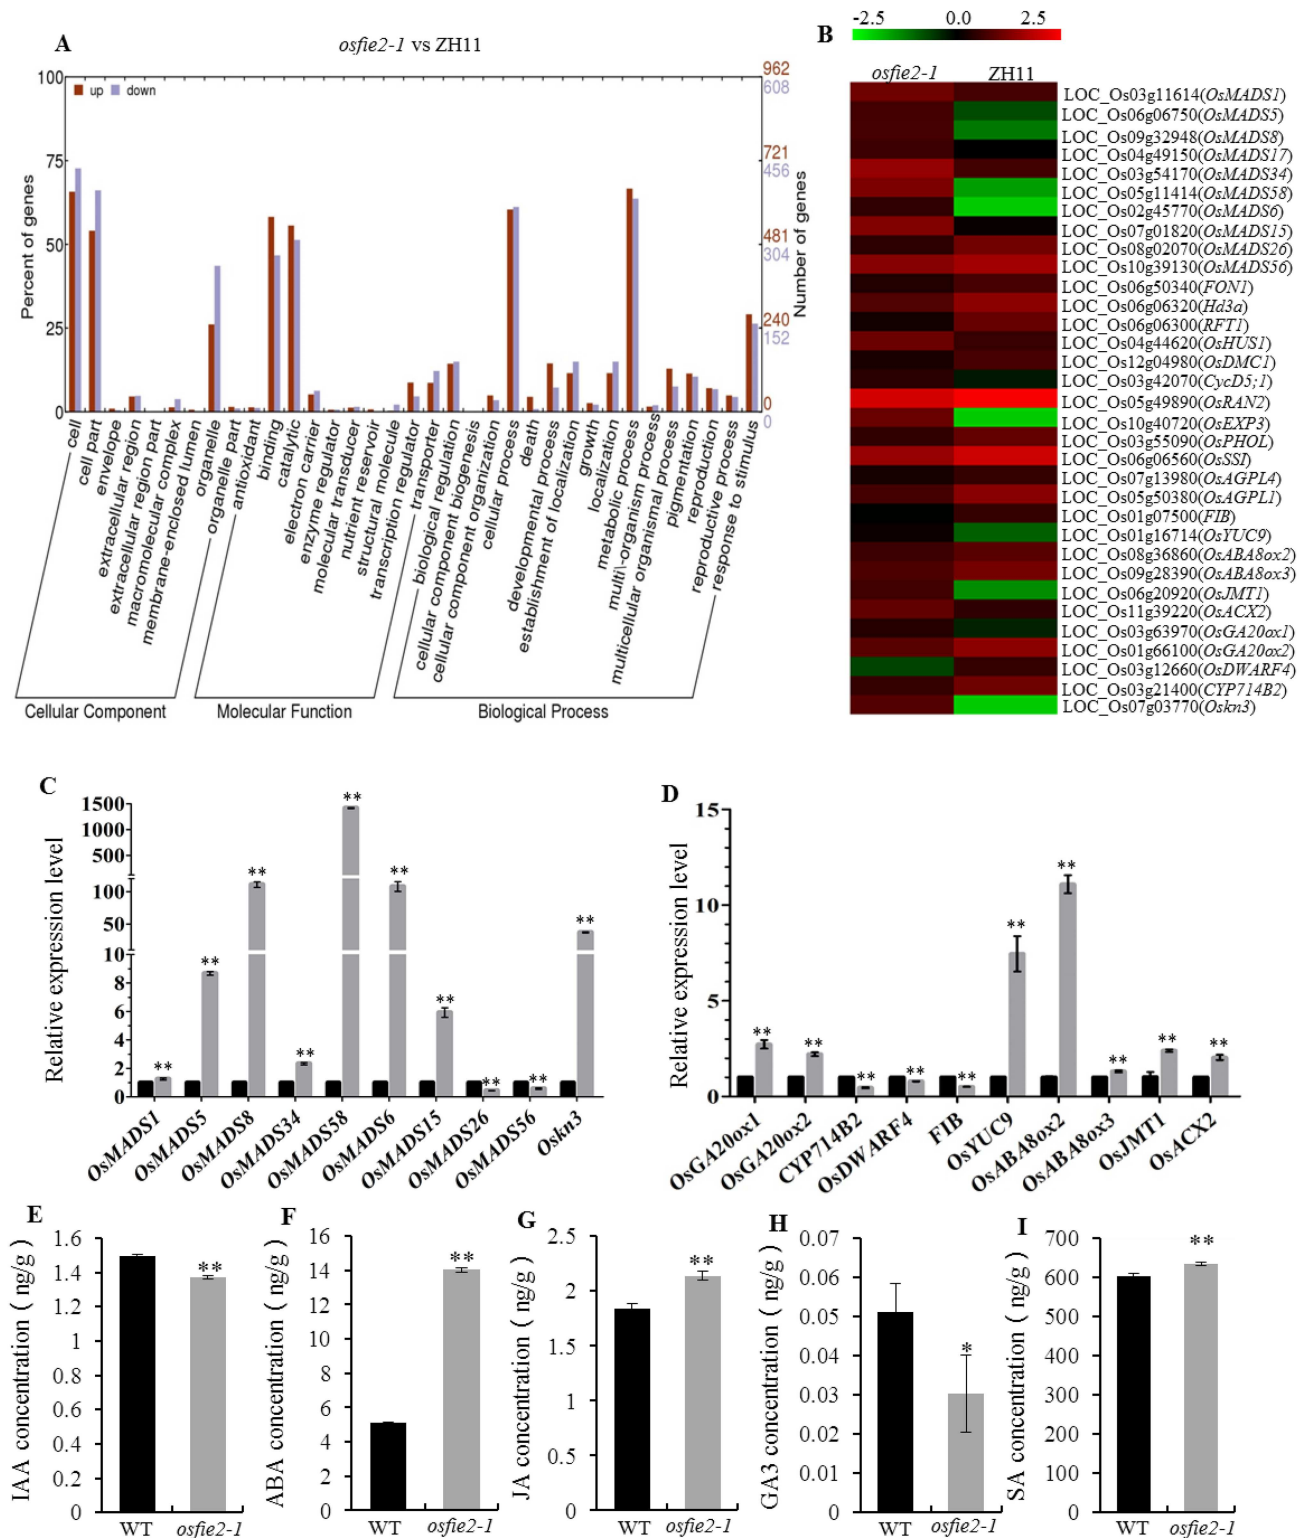 A
osfie2-1 vs ZH11
up down
Percent of genes
100
75
50
25
0
962
608
721
456
481
304
240
152
0
0
Number of genes
cell
cell part
envelope
extracellular region
extracellular region part
macromolecular complex
membrane-enclosed lumen
organelle
organelle part
antioxidant
binding
catalytic
electron carrier
enzyme regulator
molecular transducer
nutrient reservoir
structural molecule
transcription regulator
transporter
biological regulation
cellular component biogenesis
cellular component organization
cellular process
death
developmental process
establishment of localization
growth
localization
metabolic process
multi\-organism process
multicellular organismal process
pigmentation
reproduction
reproductive process
response to stimulus
Cellular Component
Molecular Function
Biological Process
B
-2.5 0.0 2.5
osfie2-1 ZH11
LOC_Os03g11614(OsMADS1)
LOC_Os06g06750(OsMADS5)
LOC_Os09g32948(OsMADS8)
LOC_Os04g49150(OsMADS17)
LOC_Os03g54170(OsMADS34)
LOC_Os05g11414(OsMADS58)
LOC_Os02g45770(OsMADS6)
LOC_Os07g01820(OsMADS15)
LOC_Os08g02070(OsMADS26)
LOC_Os10g39130(OsMADS56)
LOC_Os06g50340(FON1)
LOC_Os06g06320(Hd3a)
LOC_Os06g06300(RFT1)
LOC_Os04g44620(OsHUS1)
LOC_Os12g04980(OsDMC1)
LOC_Os03g42070(CycD5;1)
LOC_Os05g49890(OsRAN2)
LOC_Os10g40720(OsEXP3)
LOC_Os03g55090(OsPHOL)
LOC_Os06g06560(OsSSI)
LOC_Os07g13980(OsAGPL4)
LOC_Os05g50380(OsAGPL1)
LOC_Os01g07500(FIB)
LOC_Os01g16714(OsYUC9)
LOC_Os08g36860(OsABA8ox2)
LOC_Os09g28390(OsABA8ox3)
LOC_Os06g20920(OsJMT1)
LOC_Os11g39220(OsACX2)
LOC_Os03g63970(OsGA20ox1)
LOC_Os01g66100(OsGA20ox2)
LOC_Os03g12660(OsDWARF4)
LOC_Os03g21400(CYP714B2)
LOC_Os07g03770(Oskn3)
C
Relative expression level
1500
1000
500
100
50
10
8
6
4
2
0
** ** ** ** ** ** ** ** ** **
OsMADS1
OsMADS5
OsMADS8
OsMADS34
OsMADS58
OsMADS6
OsMADS15
OsMADS26
OsMADS56
Oskn3
D
Relative expression level
15
10
5
0
** ** ** ** ** ** ** ** ** **
OsGA20ox1
OsGA20ox2
CYP714B2
OsDWARF4
FIB
OsYUC9
OsABA8ox2
OsABA8ox3
OsJMT1
OsACX2
E
IAA concentration ( ng/g )
1.6
1.4
1.2
1
0.8
0.6
0.4
0.2
0
**
WT osfie2-1
F
ABA concentration ( ng/g )
16
14
12
10
8
6
4
2
0
**
WT osfie2-1
G
JA concentration ( ng/g )
2.5
2
1.5
1
0.5
0
**
WT osfie2-1
H
GA3 concentration ( ng/g )
0.07
0.06
0.05
0.04
0.03
0.02
0.01
0
*
WT osfie2-1
I
SA concentration ( ng/g )
700
600
500
400
300
200
100
0
**
WT osfie2-1